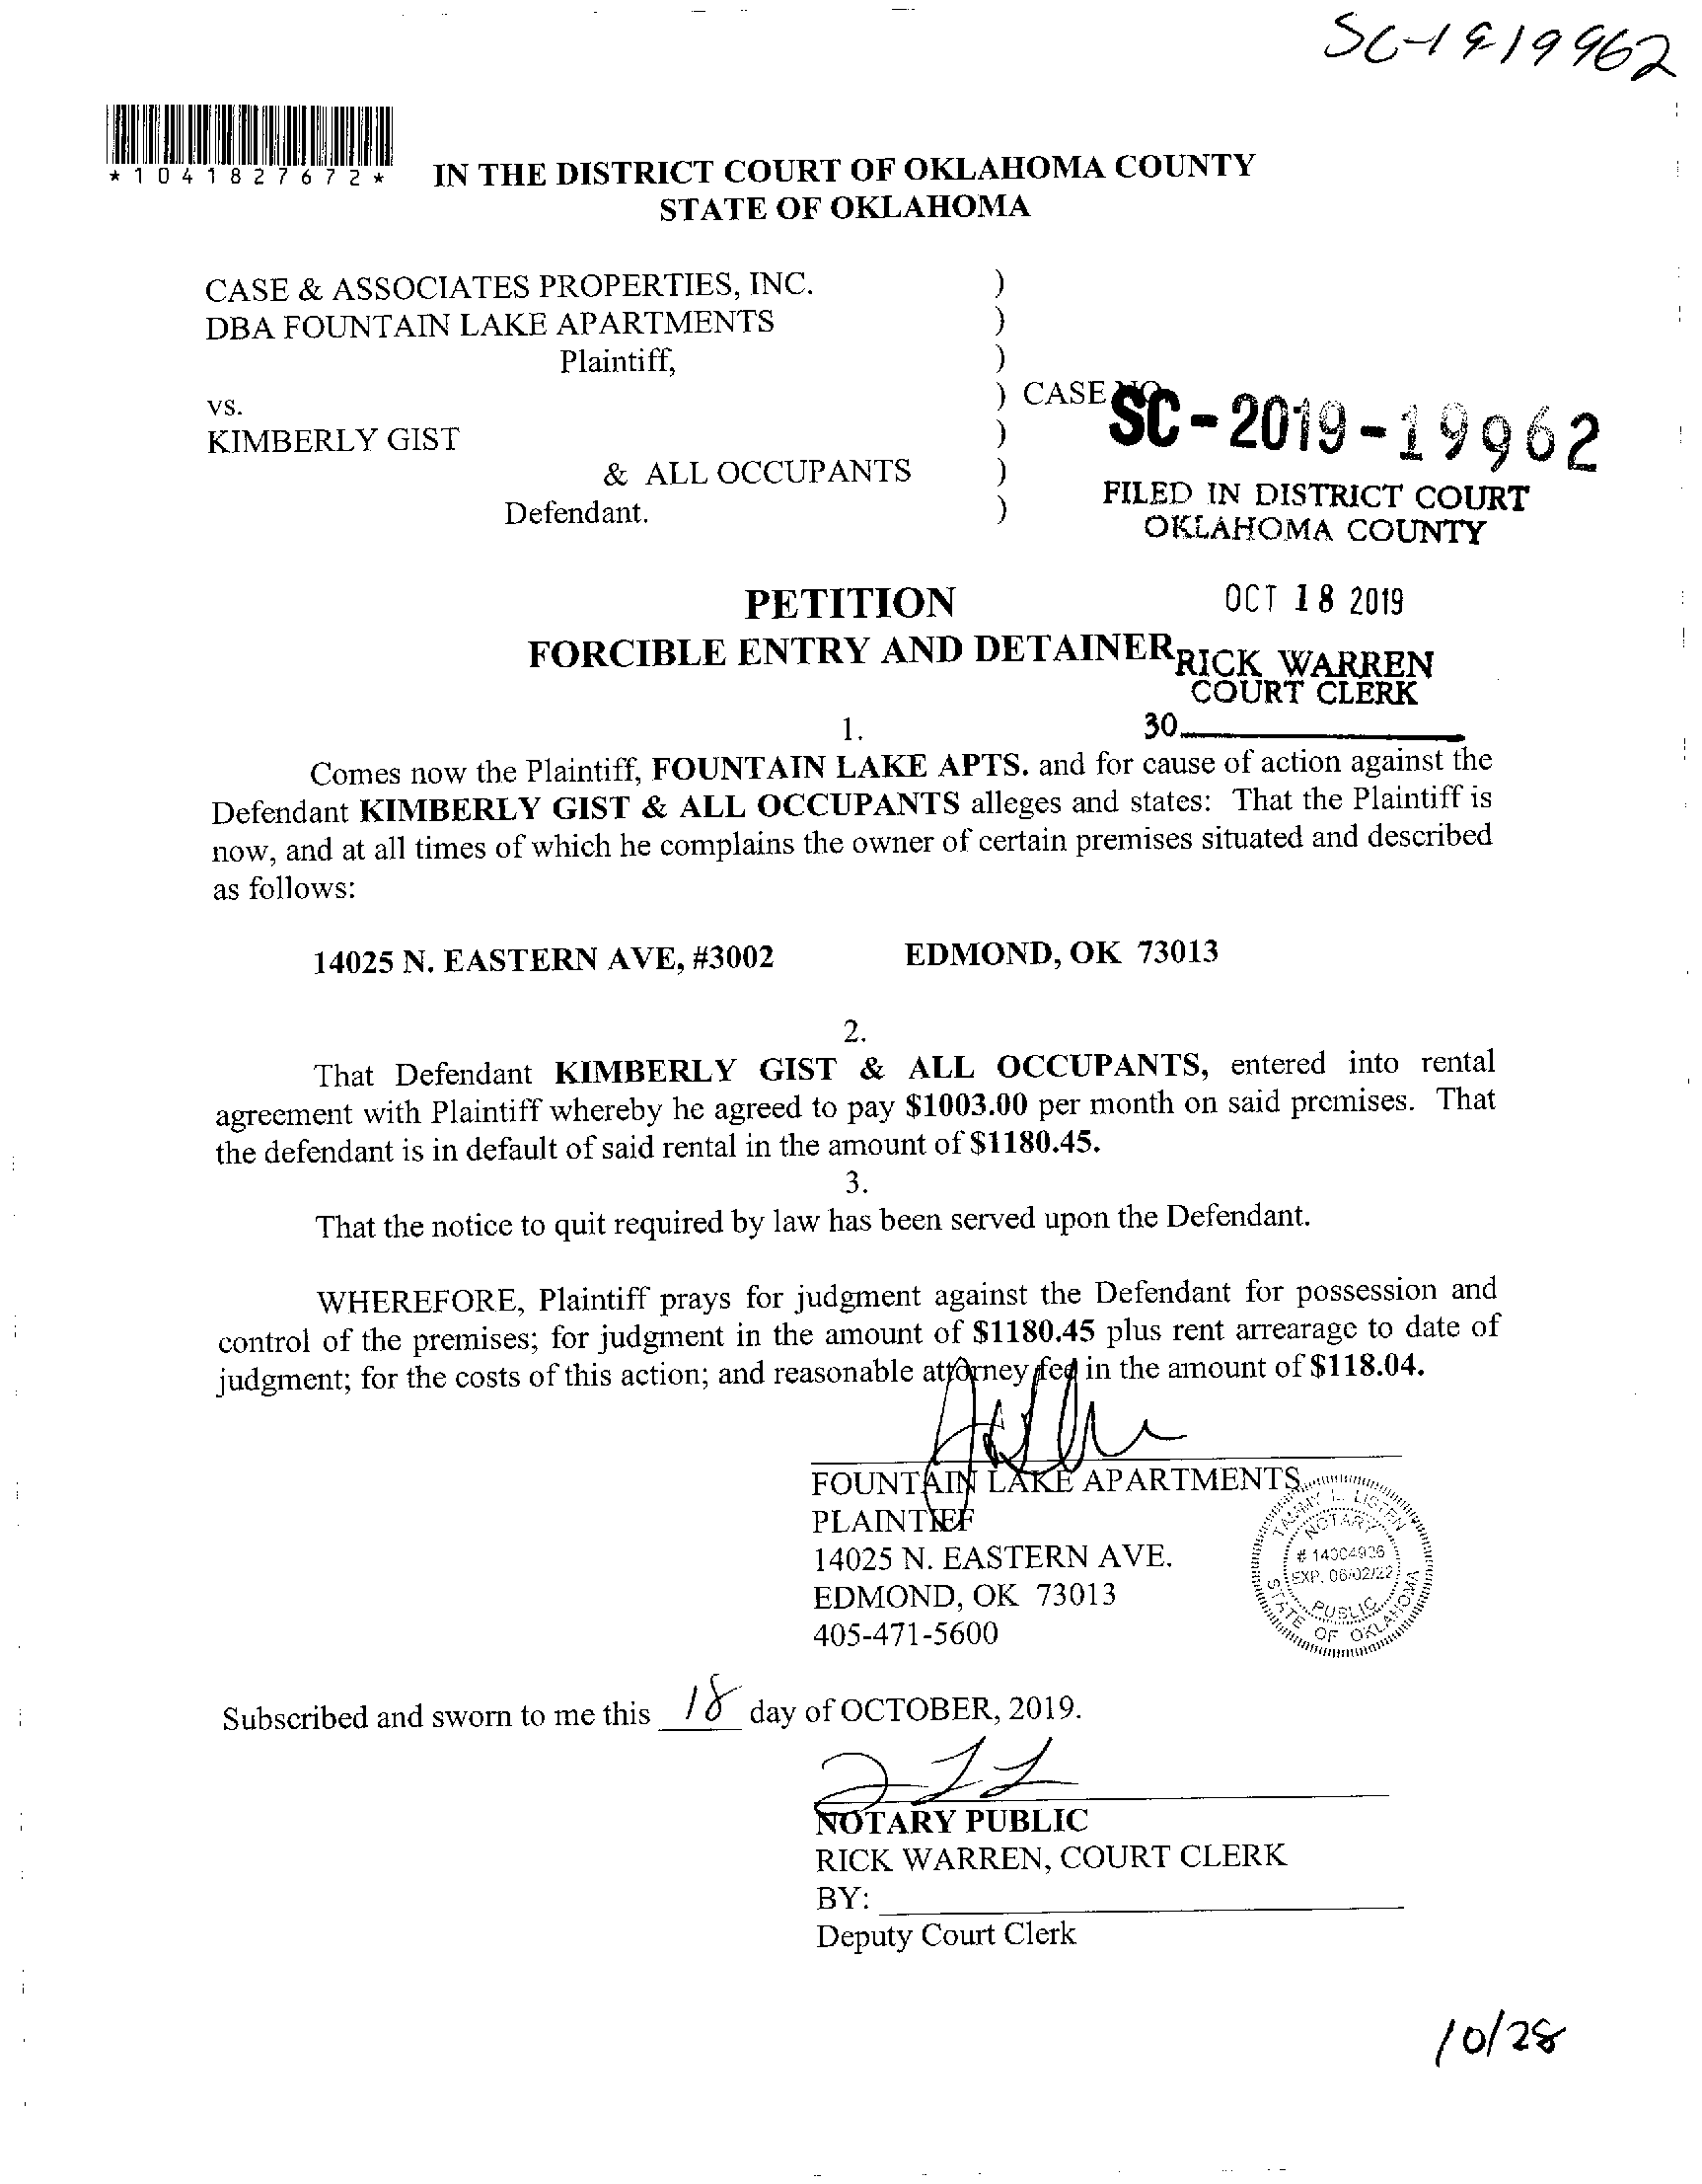 SC-1919962
*1041827672*
IN THE DISTRICT COURT OF OKLAHOMA COUNTY
STATE OF OKLAHOMA
CASE & ASSOCIATES PROPERTIES, INC. )
DBA FOUNTAIN LAKE APARTMENTS )
Plaintiff, )
) CASE NO.
SC-2019-19962
vs.
KIMBERLY GIST )
& ALL OCCUPANTS )
Defendant. )
FILED IN DISTRICT COURT
OKLAHOMA COUNTY
OCT 18 2019
RICK WARREN
COURT CLERK
30
PETITION
FORCIBLE ENTRY AND DETAINER
1.
Comes now the Plaintiff, FOUNTAIN LAKE APTS. and for cause of action against the
Defendant KIMBERLY GIST & ALL OCCUPANTS alleges and states: That the Plaintiff is
now, and at all times of which he complains the owner of certain premises situated and described
as follows:
14025 N. EASTERN AVE, #3002 EDMOND, OK 73013
2.
That Defendant KIMBERLY GIST & ALL OCCUPANTS, entered into rental
agreement with Plaintiff whereby he agreed to pay $1003.00 per month on said premises. That
the defendant is in default of said rental in the amount of $1180.45.
3.
That the notice to quit required by law has been served upon the Defendant.
WHEREFORE, Plaintiff prays for judgment against the Defendant for possession and
control of the premises; for judgment in the amount of $1180.45 plus rent arrearage to date of
judgment; for the costs of this action; and reasonable attorney fee in the amount of $118.04.
FOUNTAIN LAKE APARTMENTS
PLAINTIFF
14025 N. EASTERN AVE.
EDMOND, OK 73013
405-471-5600
TAMMY L. LISTEN
NOTARY
# 14004926
EXP. 06/02/22
PUBLIC
STATE OF OKLAHOMA
Subscribed and sworn to me this 18 day of OCTOBER, 2019.
NOTARY PUBLIC
RICK WARREN, COURT CLERK
BY:
Deputy Court Clerk
10/28